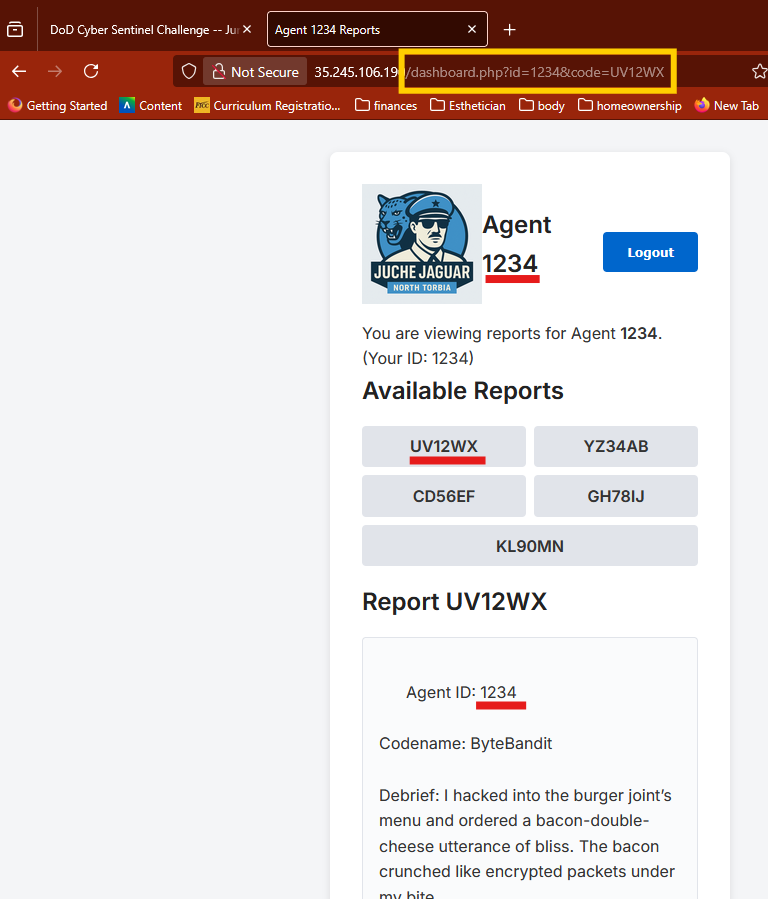 DoD Cyber Sentinel Challenge -- Ju
Agent 1234 Reports
Not Secure
35.245.106.19
/dashboard.php?id=1234&code=UV12WX
Getting Started
Content
Curriculum Registratio...
finances
Esthetician
body
homeownership
New Tab
JUCHE JAGUAR
NORTH TORBIA
Agent
1234
Logout
You are viewing reports for Agent 1234.
(Your ID: 1234)
Available Reports
UV12WX
YZ34AB
CD56EF
GH78IJ
KL90MN
Report UV12WX
Agent ID: 1234
Codename: ByteBandit
Debrief: I hacked into the burger joint’s
menu and ordered a bacon-double-
cheese utterance of bliss. The bacon
crunched like encrypted packets under
my bite